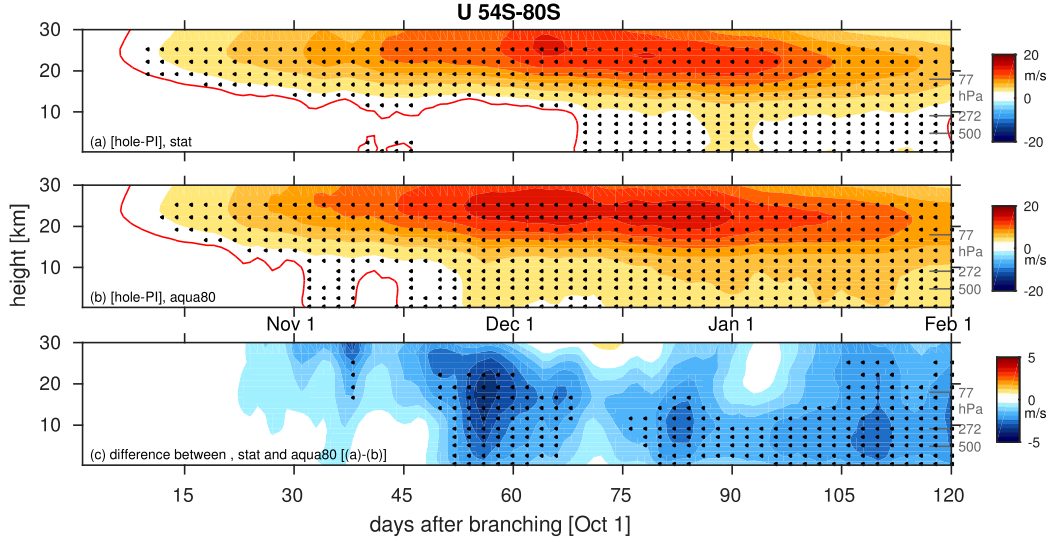 U 54S-80S
30
20
10
(a) [hole-PI], stat
77
hPa
272
500
20
m/s
0
-20
height [km]
30
20
10
(b) [hole-PI], aqua80
77
hPa
272
500
20
0
m/s
-20
Nov 1
Dec 1
Jan 1
Feb 1
30
20
10
(c) difference between , stat and aqua80 [(a)-(b)]
77
hPa
272
500
5
0
m/s
-5
15
30
45
60
75
90
105
120
days after branching [Oct 1]